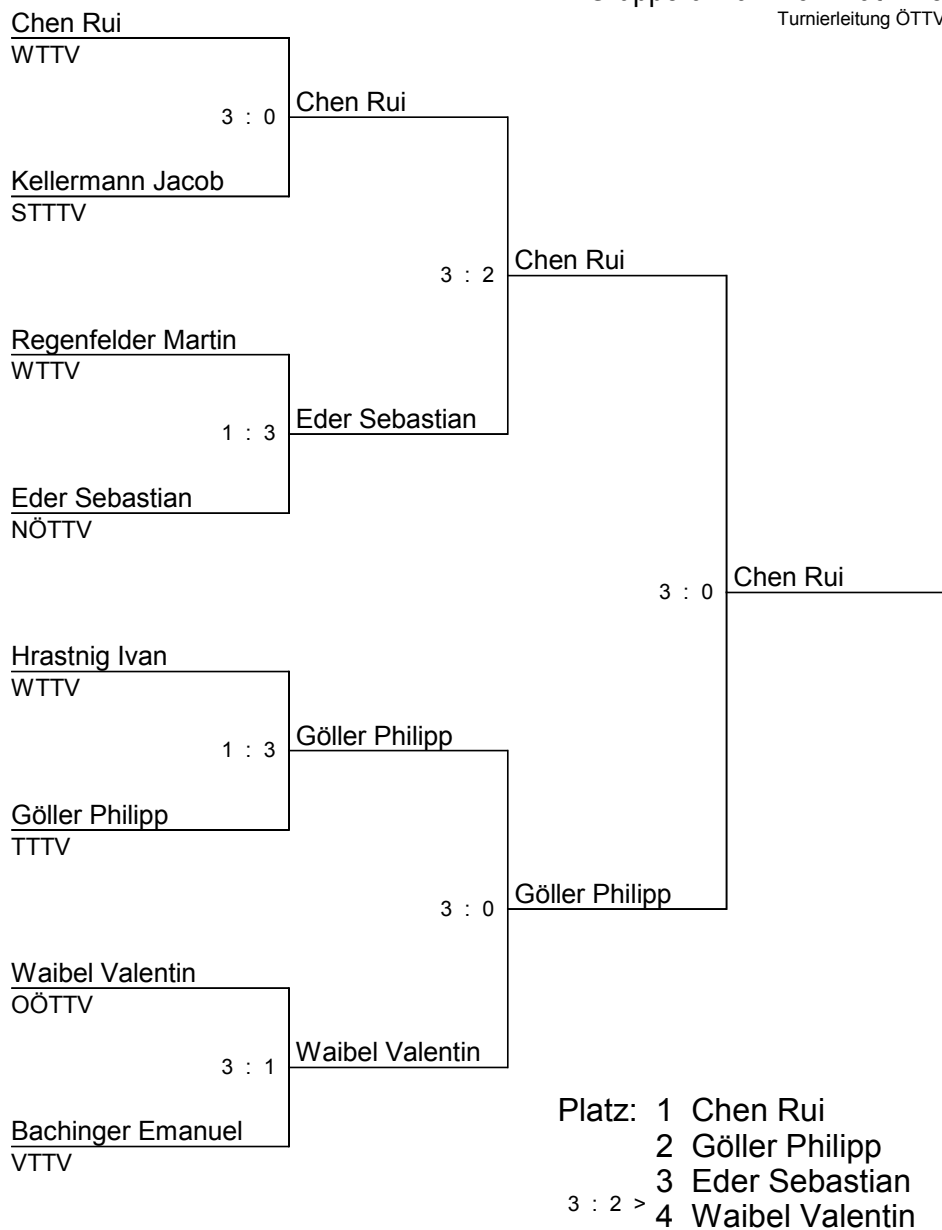 Turnierleitung ÖTTV
Chen Rui
WTTV
3 : 0
Chen Rui
Kellermann Jacob
STTTV
3 : 2
Chen Rui
Regenfelder Martin
WTTV
1 : 3
Eder Sebastian
Eder Sebastian
NÖTTV
3 : 0
Chen Rui
Hrastnig Ivan
WTTV
1 : 3
Göller Philipp
Göller Philipp
TTTV
3 : 0
Göller Philipp
Waibel Valentin
OÖTTV
3 : 1
Waibel Valentin
Bachinger Emanuel
VTTV
Platz: 1 Chen Rui
2 Göller Philipp
3 Eder Sebastian
3 : 2 >
4 Waibel Valentin